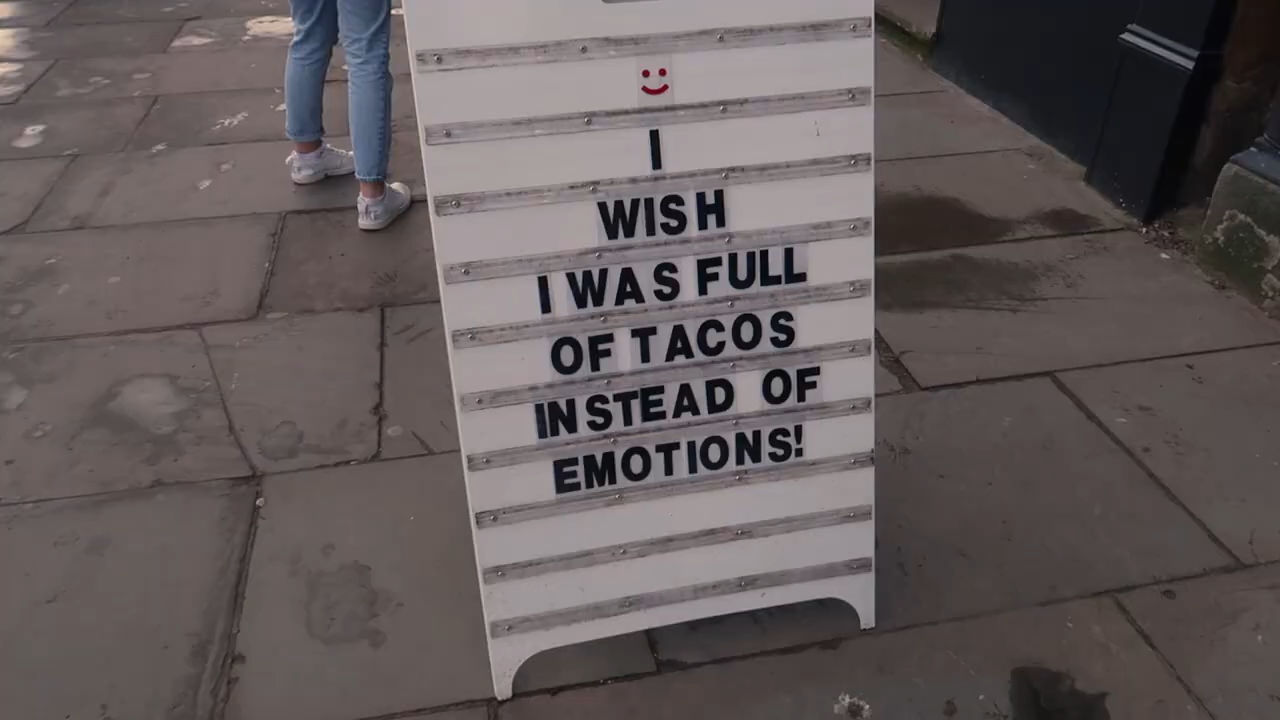 I
WISH
I WAS FULL
OF TACOS
INSTEAD OF
EMOTIONS!